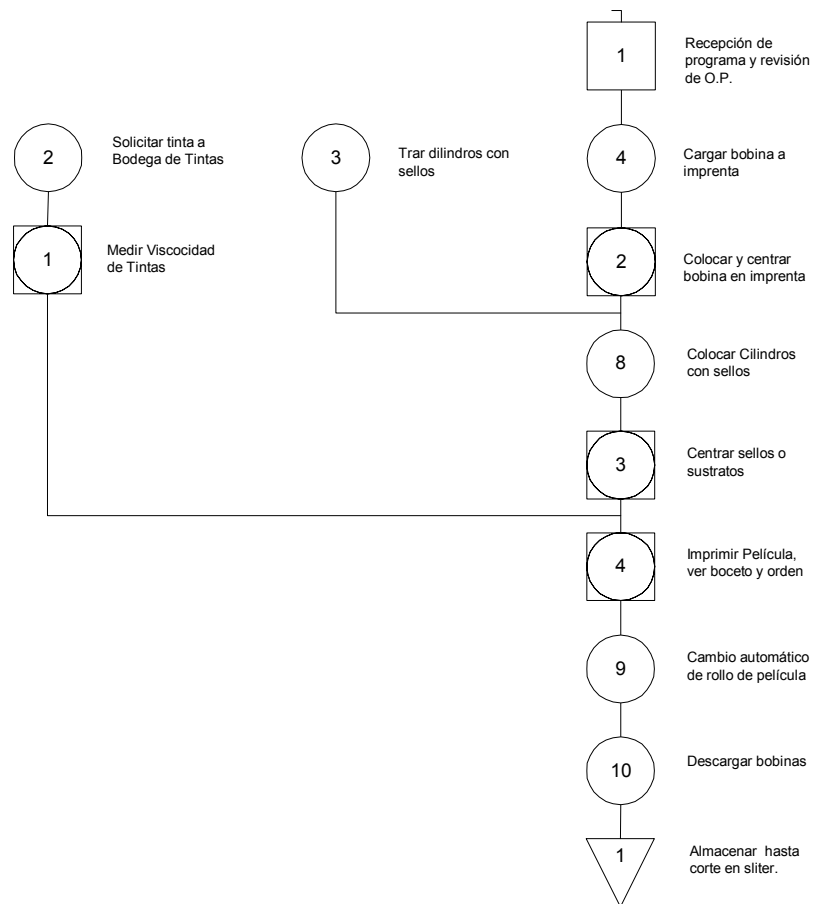 1
Recepción de
programa y revisión
de O.P.
2
Solicitar tinta a
Bodega de Tintas
3
Trar dilindros con
sellos
4
Cargar bobina a
imprenta
1
Medir Viscocidad
de Tintas
2
Colocar y centrar
bobina en imprenta
8
Colocar Cilindros
con sellos
3
Centrar sellos o
sustratos
4
Imprimir Película,
ver boceto y orden
9
Cambio automático
de rollo de película
10
Descargar bobinas
1
Almacenar hasta
corte en sliter.